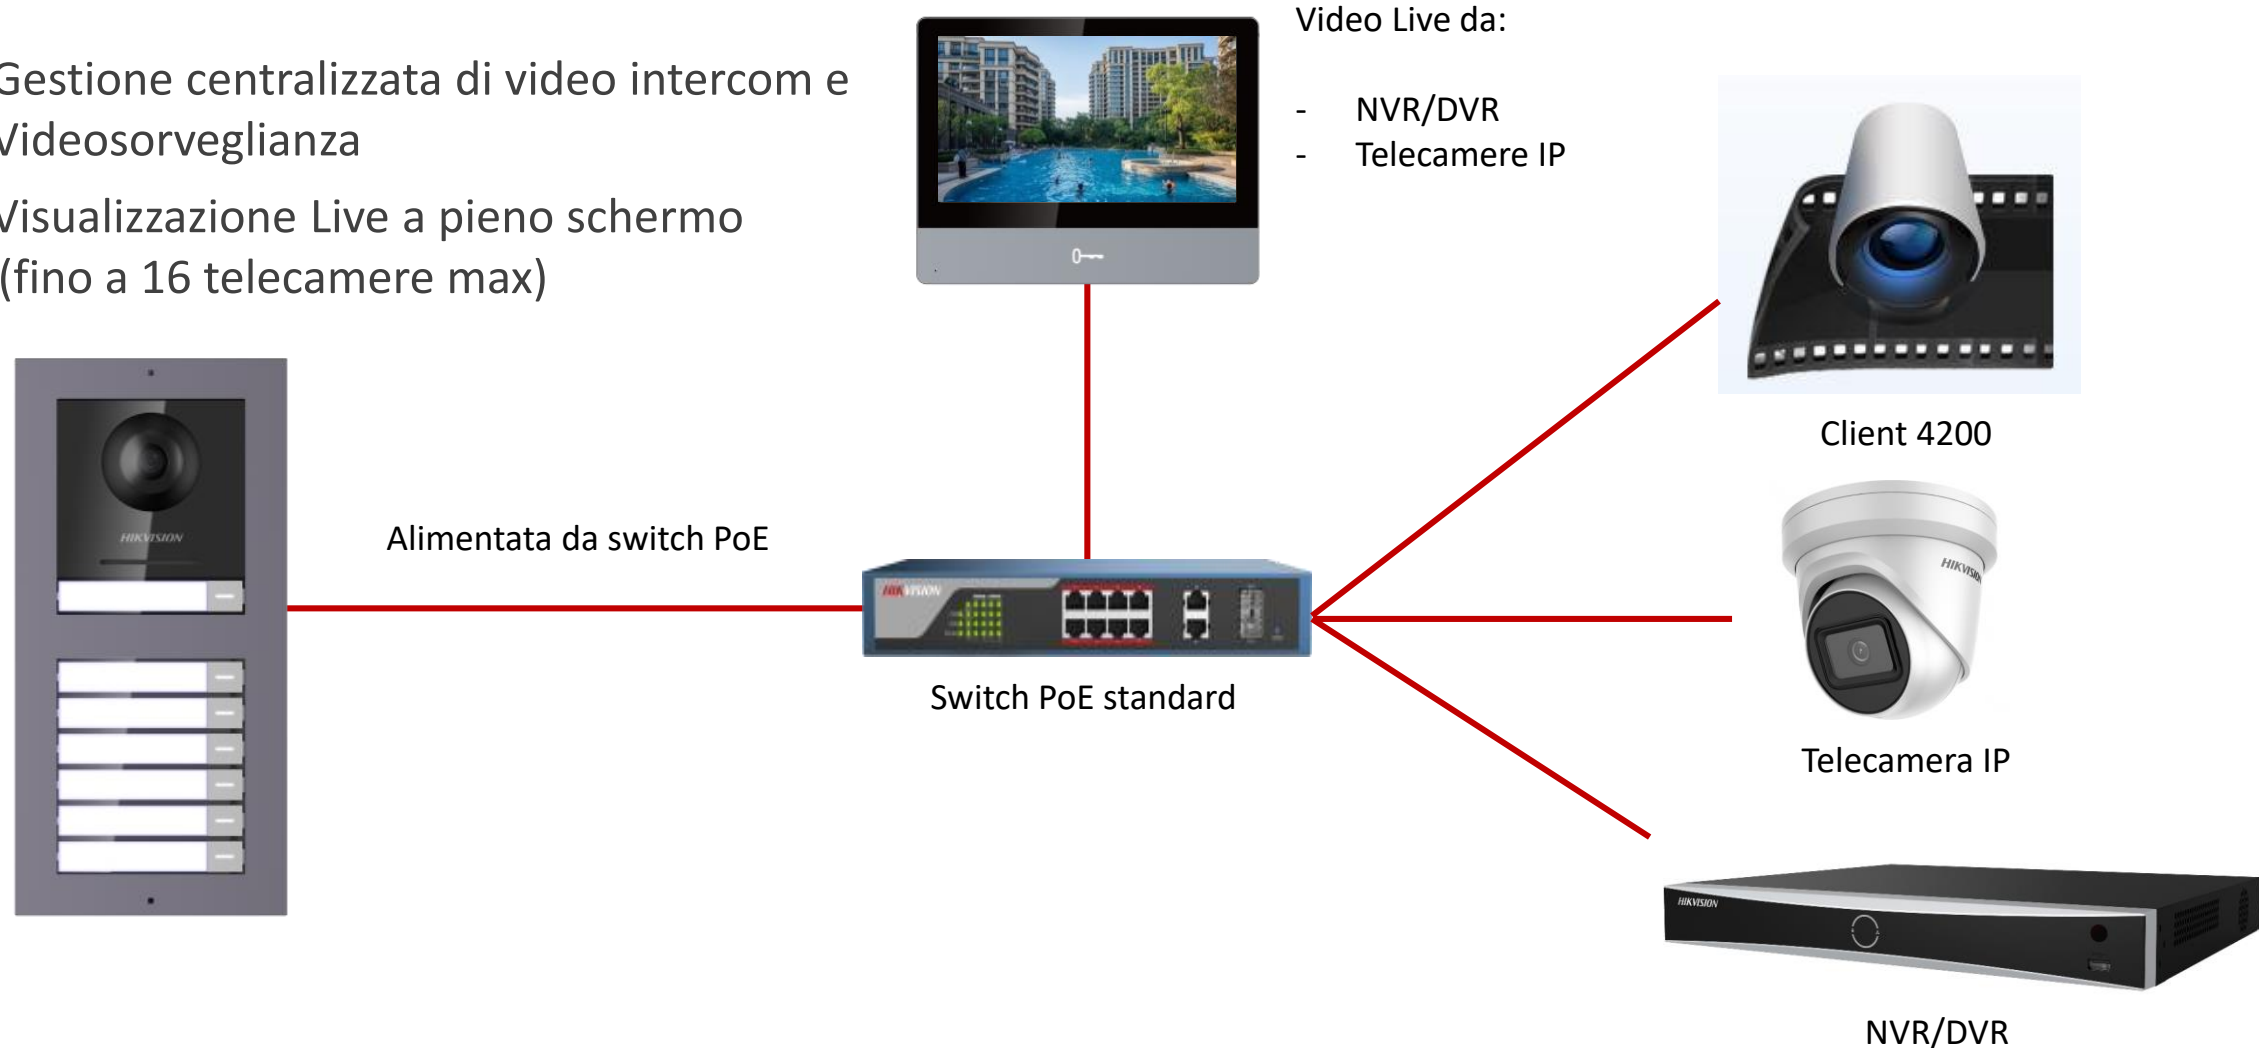 Gestione centralizzata di video intercom e
Videosorveglianza
Visualizzazione Live a pieno schermo
(fino a 16 telecamere max)
Video Live da:
- NVR/DVR
- Telecamere IP
Client 4200
HIKVISION
Alimentata da switch PoE
HIKVISION
HIKVISION
Switch PoE standard
Telecamera IP
HIKVISION
NVR/DVR